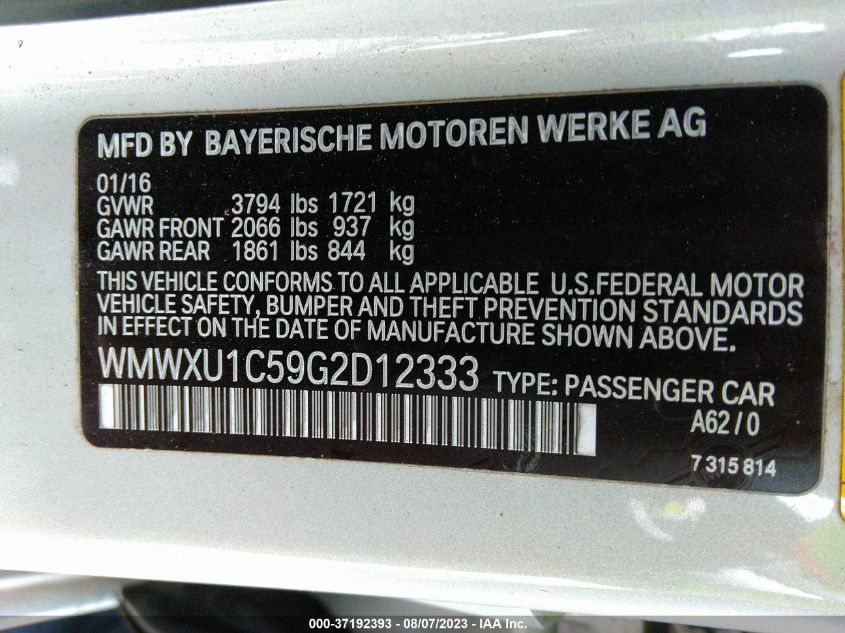 MFD BY BAYERISCHE MOTOREN WERKE AG
01/16
GVWR 3794 lbs 1721 kg
GAWR FRONT 2066 lbs 937 kg
GAWR REAR 1861 lbs 844 kg
THIS VEHICLE CONFORMS TO ALL APPLICABLE U.S.FEDERAL MOTOR
VEHICLE SAFETY, BUMPER AND THEFT PREVENTION STANDARDS
IN EFFECT ON THE DATE OF MANUFACTURE SHOWN ABOVE.
WMWXU1C59G2D12333 TYPE: PASSENGER CAR
A62/0
7 315 814
000-37192393 - 08/07/2023 - IAA Inc.